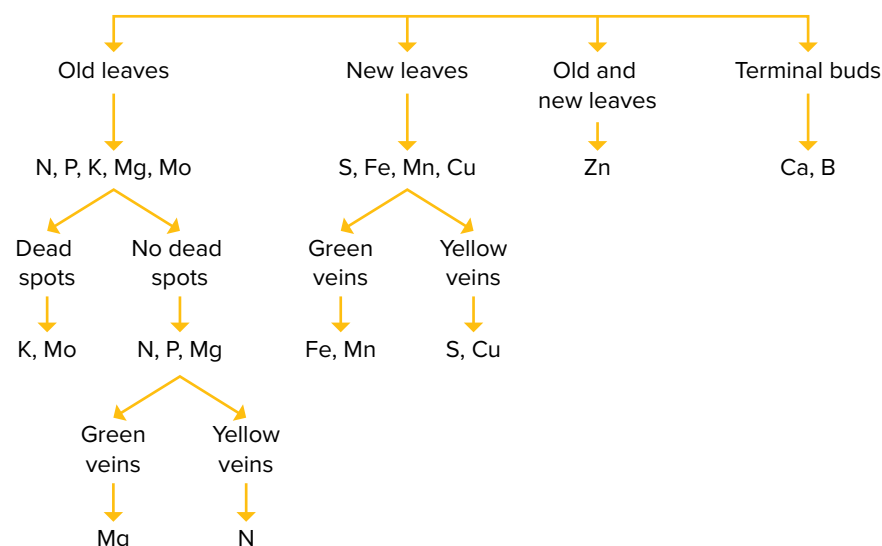 Old leaves
New leaves
Old and
new leaves
Terminal buds
N, P, K, Mg, Mo
S, Fe, Mn, Cu
Zn
Ca, B
Dead
spots
No dead
spots
Green
veins
Yellow
veins
K, Mo
N, P, Mg
Fe, Mn
S, Cu
Green
veins
Yellow
veins
Mg
N